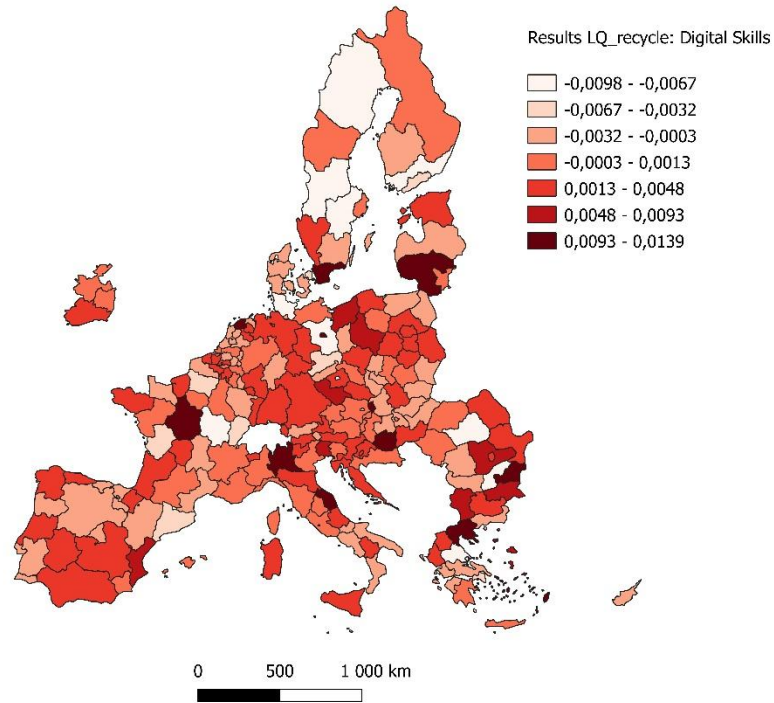 Results LQ_recycle: Digital Skills
-0,0098 - -0,0067
-0,0067 - -0,0032
-0,0032 - -0,0003
-0,0003 - 0,0013
0,0013 - 0,0048
0,0048 - 0,0093
0,0093 - 0,0139
0 500 1 000 km